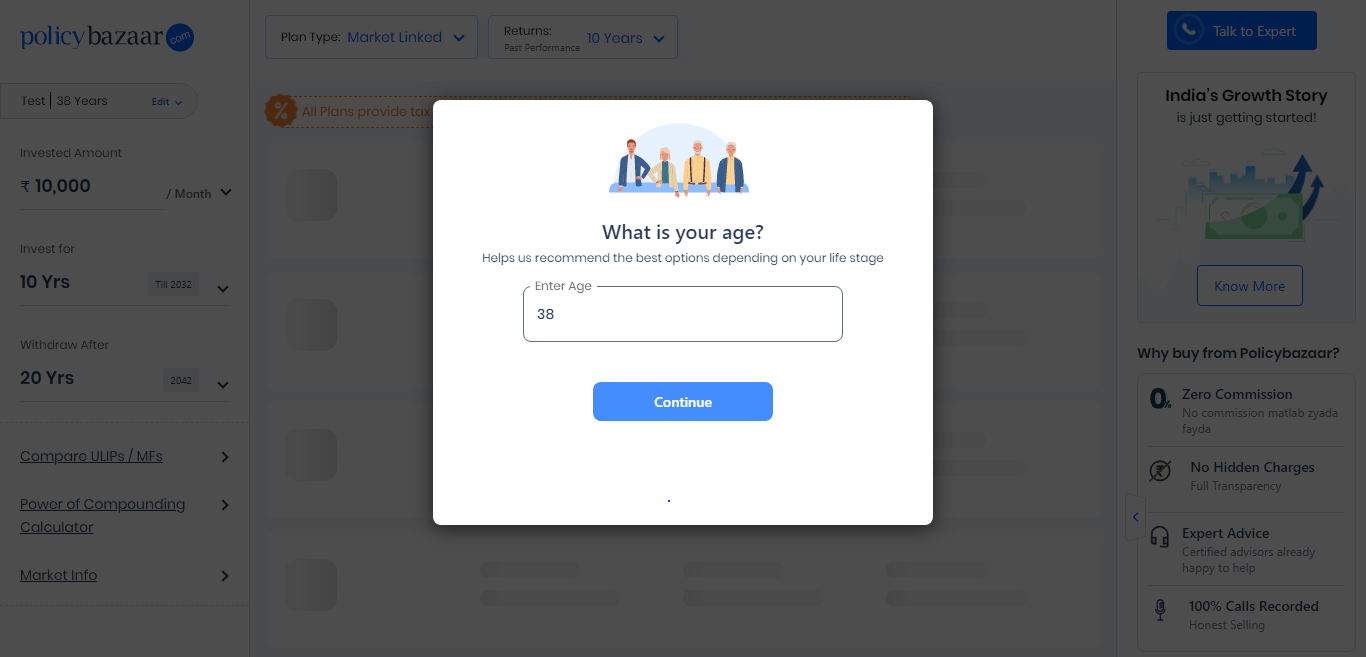 policybazaar.com
Test | 38 Years
Edit
Invested Amount
₹ 10,000
/ Month
Invest for
10 Yrs
Till 2032
Withdraw After
20 Yrs
2042
Compare ULIPs / MFs
Power of Compounding
Calculator
Market Info
Plan Type: Market Linked
Returns:
Past Performance
10 Years
% All Plans provide tax
What is your age?
Helps us recommend the best options depending on your life stage
Enter Age
38
Continue
Talk to Expert
India's Growth Story
is just getting started!
Know More
Why buy from Policybazaar?
0%
Zero Commission
No commission matlab zyada
fayda
No Hidden Charges
Full Transparency
Expert Advice
Certified advisors already
happy to help
100% Calls Recorded
Honest Selling